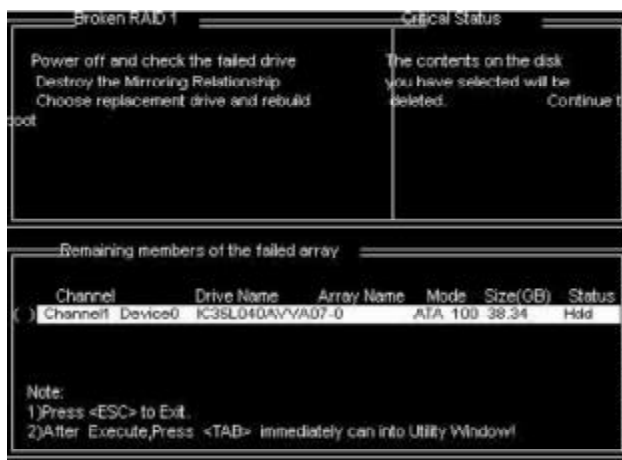 Broken RAID 1
Critical Status
Power off and check the failed drive
Destroy the Mirroring Relationship
Choose replacement drive and rebuild
Continue t
oot
The contents on the disk
you have selected will be
deleted.
Remaining members of the failed array
Channel Drive Name Array Name Mode Size(GB) Status
( ) Channel1 Device0 IC35L040AVVA07-0 ATA 100 38.34 Hdd
Note:
1)Press <ESC> to Exit.
2)After Execute,Press <TAB> immediately can into Utility Window!